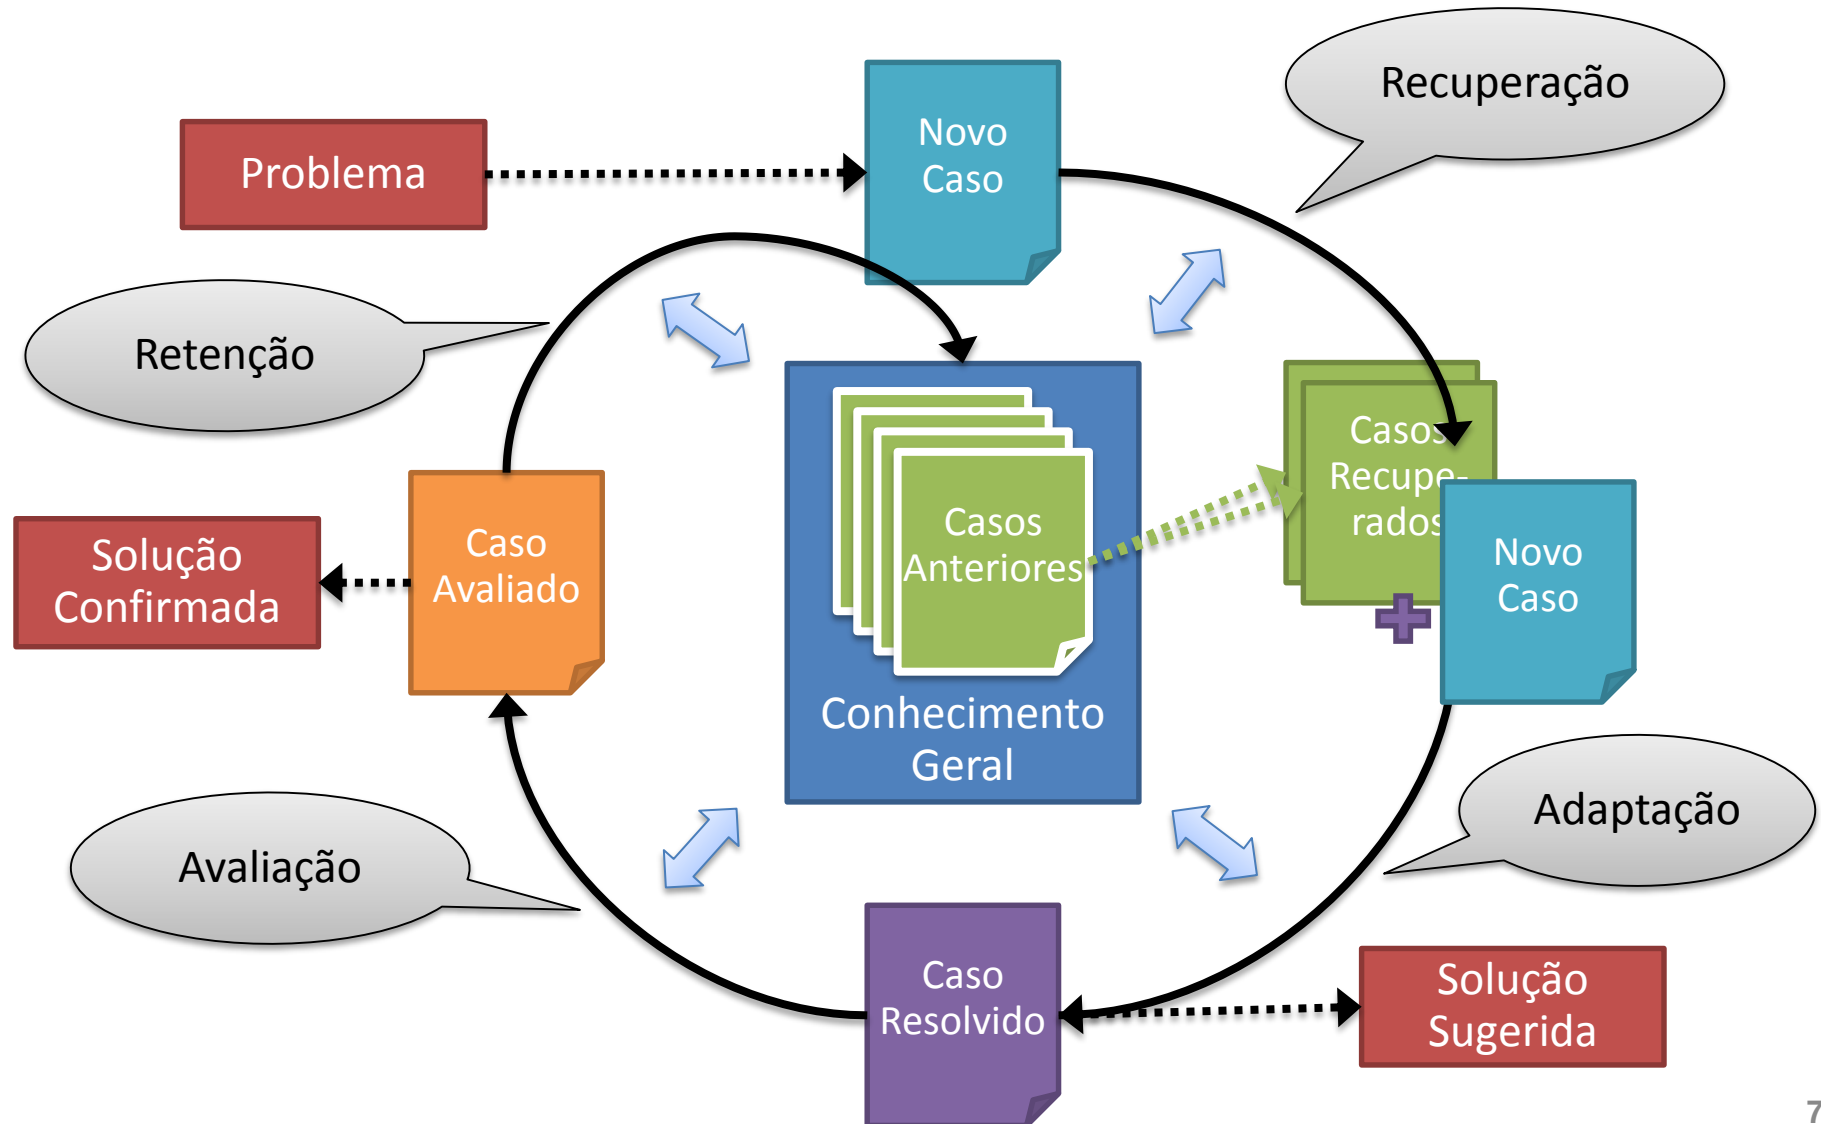 Problema
Novo
Caso
Recuperação
Retenção
Casos
Recupe-
rados
Casos
Anteriores
Novo
Caso
Caso
Avaliado
Solução
Confirmada
Conhecimento
Geral
Adaptação
Avaliação
Caso
Resolvido
Solução
Sugerida
7